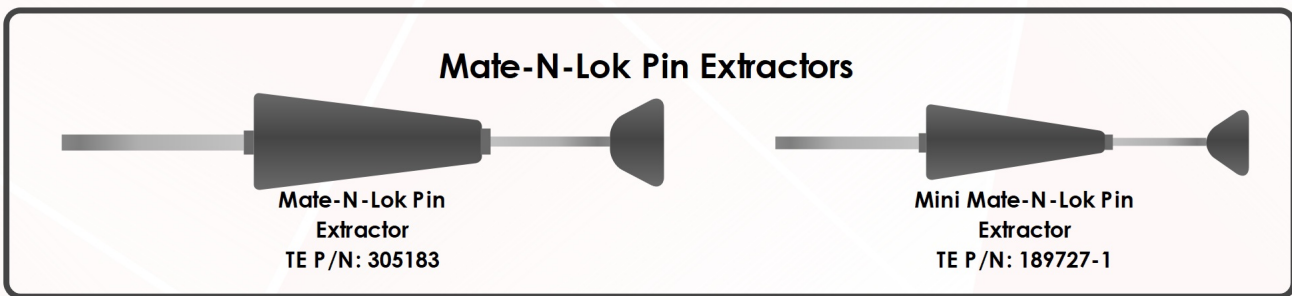 Mate-N-Lok Pin Extractors
Mate-N-Lok Pin
Extractor
TE P/N: 305183
Mini Mate-N-Lok Pin
Extractor
TE P/N: 189727-1